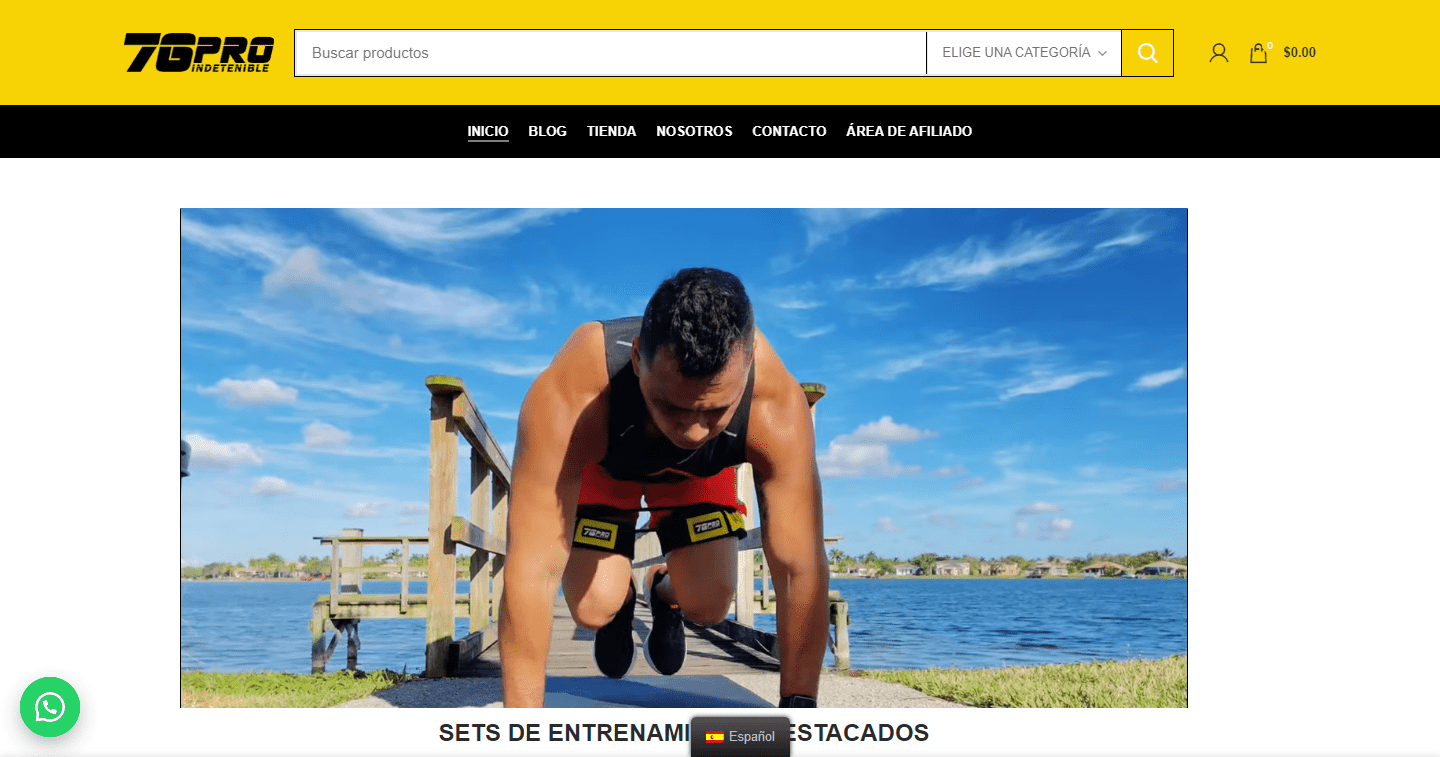 7GPRO
INDETENIBLE
Buscar productos
ELIGE UNA CATEGORÍA
0
$0.00
INICIO BLOG TIENDA NOSOTROS CONTACTO ÁREA DE AFILIADO
7GPRO 7GPRO
SETS DE ENTRENAMI ESTACADOS
Español